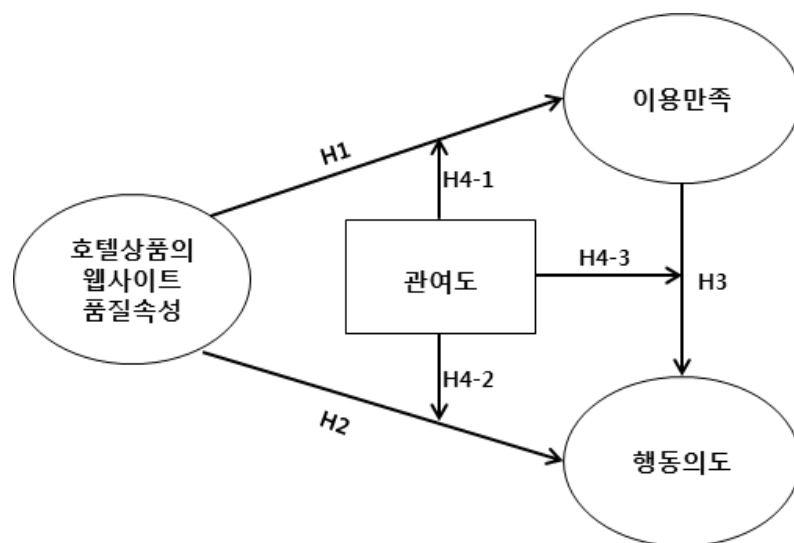 이용만족
H1
H4-1
호텔상품의
웹사이트
품질속성
관여도
H4-3
H3
H4-2
H2
행동의도